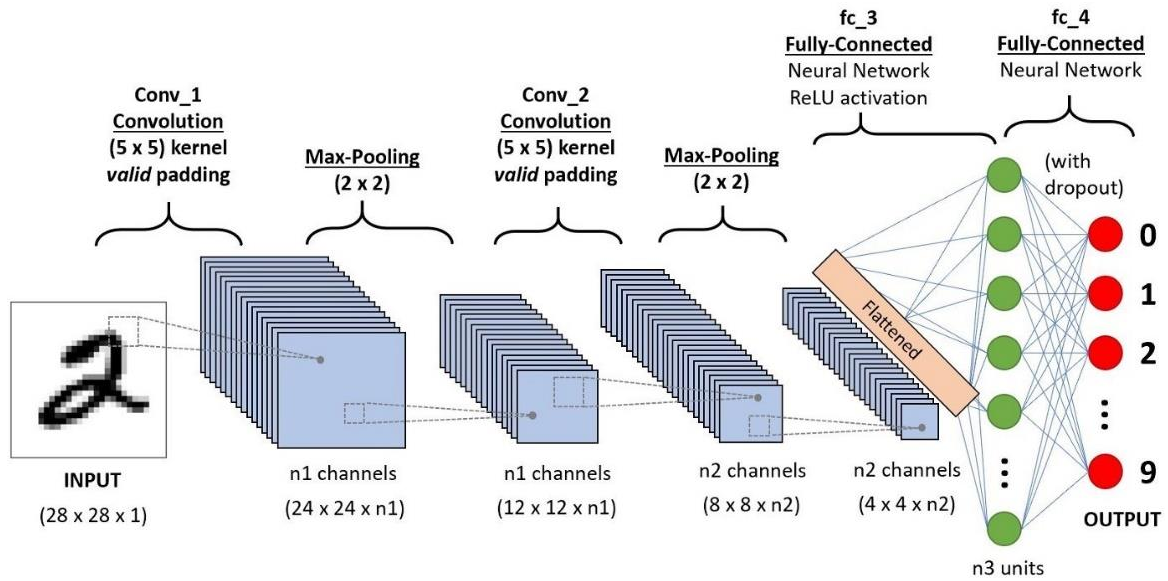 Conv_1
Convolution
(5 x 5) kernel
valid padding
Max-Pooling
(2 x 2)
Conv_2
Convolution
(5 x 5) kernel
valid padding
Max-Pooling
(2 x 2)
fc_3
Fully-Connected
Neural Network
ReLU activation
fc_4
Fully-Connected
Neural Network
(with
dropout)
2
INPUT
(28 x 28 x 1)
n1 channels
(24 x 24 x n1)
n1 channels
(12 x 12 x n1)
n2 channels
(8 x 8 x n2)
n2 channels
(4 x 4 x n2)
Flattened
n3 units
0
1
2
9
OUTPUT